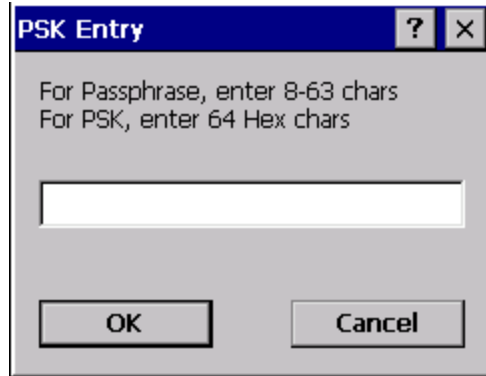 PSK Entry ? ×
For Passphrase, enter 8-63 chars
For PSK, enter 64 Hex chars
OK Cancel